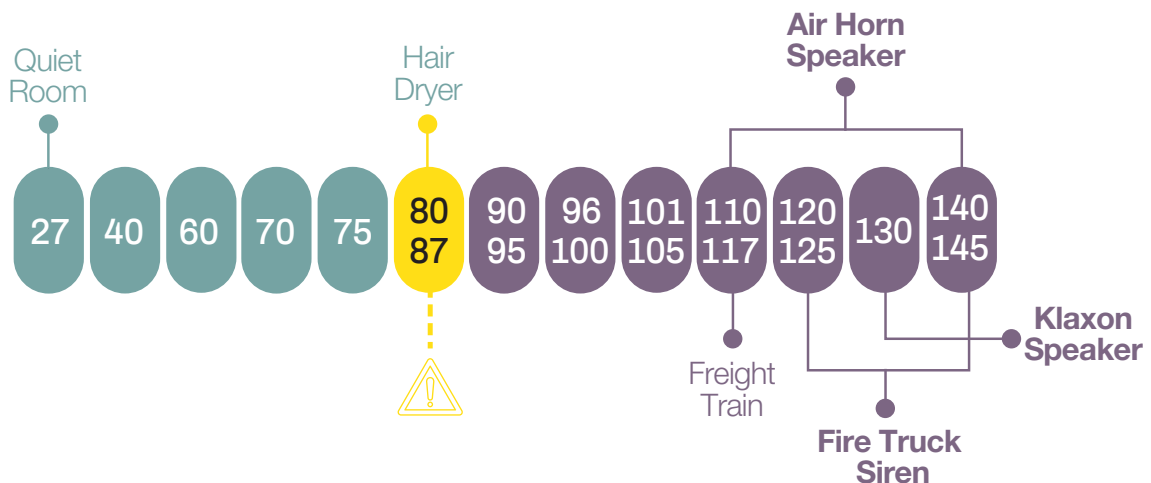 Air Horn
Speaker
Quiet
Room
Hair
Dryer
27
40
60
70
75
80
87
90
95
96
100
101
105
110
117
120
125
130
140
145
Klaxon
Speaker
Freight
Train
Fire Truck
Siren